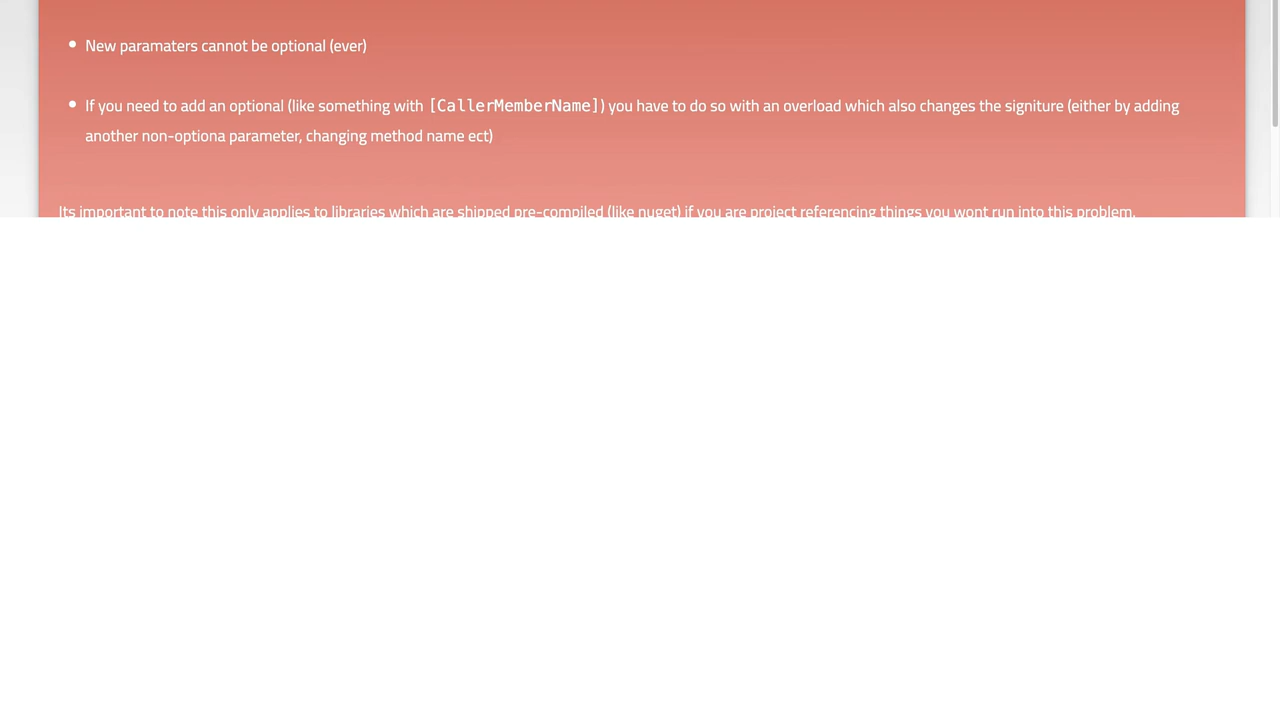 New paramaters cannot be optional (ever)
If you need to add an optional (like something with [CallerMemberName]) you have to do so with an overload which also changes the signiture (either by adding
another non-optiona parameter, changing method name ect)
Its important to note this only applies to libraries which are shipped pre-compiled (like nuget) if you are project referencing things you wont run into this problem.